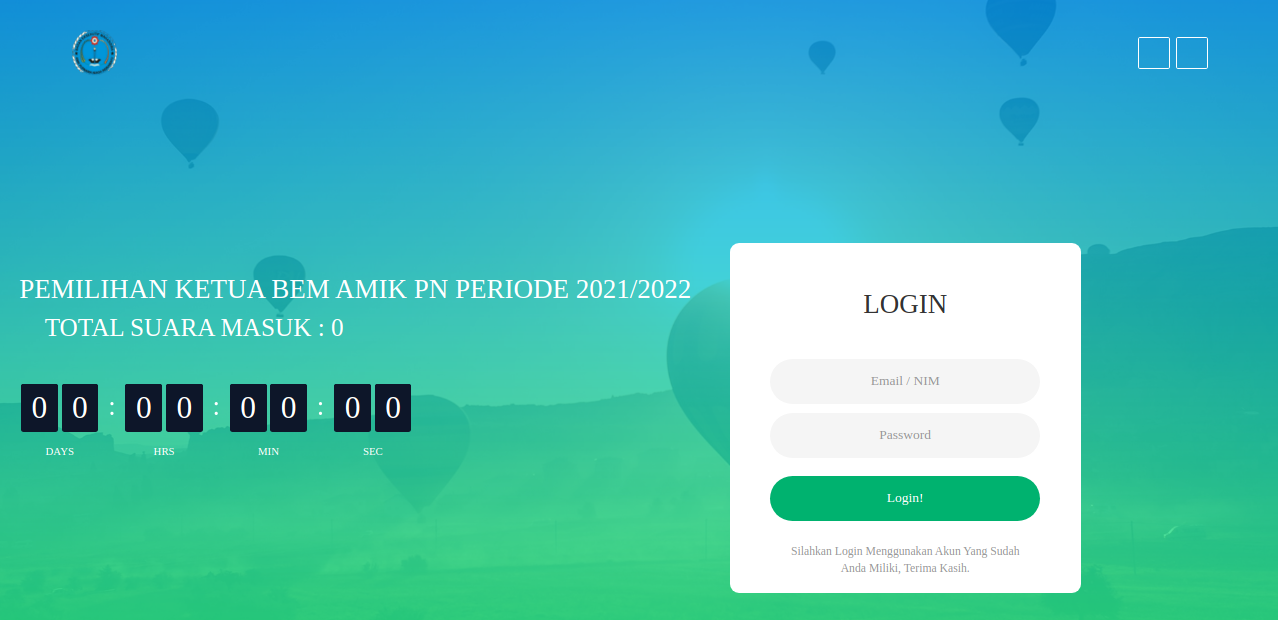 PEMILIHAN KETUA BEM AMIK PN PERIODE 2021/2022
TOTAL SUARA MASUK : 0
0 0 : 0 0 : 0 0 : 0 0
DAYS HRS MIN SEC
LOGIN
Email / NIM
Password
Login!
Silahkan Login Menggunakan Akun Yang Sudah
Anda Miliki, Terima Kasih.